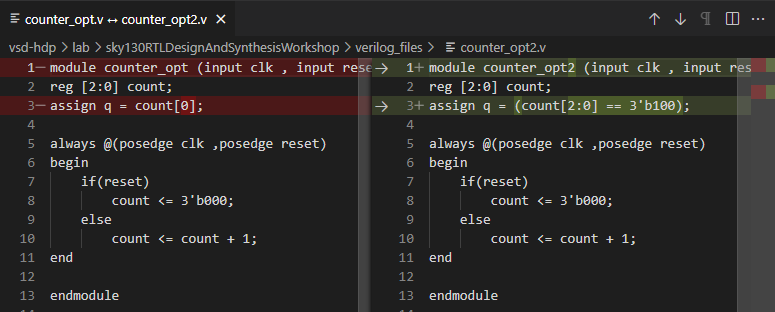 counter_opt.v ↔ counter_opt2.v
vsd-hdp > lab > sky130RTLDesignAndSynthesisWorkshop > verilog_files > counter_opt2.v
1 — module counter_opt (input clk , input rese
2 reg [2:0] count;
3 — assign q = count[0];
4
5 always @(posedge clk ,posedge reset)
6 begin
7     if(reset)
8         count <= 3'b000;
9     else
10         count <= count + 1;
11 end
12
13 endmodule
1 + module counter_opt2 (input clk , input res
2 reg [2:0] count;
3 + assign q = (count[2:0] == 3'b100);
4
5 always @(posedge clk ,posedge reset)
6 begin
7     if(reset)
8         count <= 3'b000;
9     else
10         count <= count + 1;
11 end
12
13 endmodule